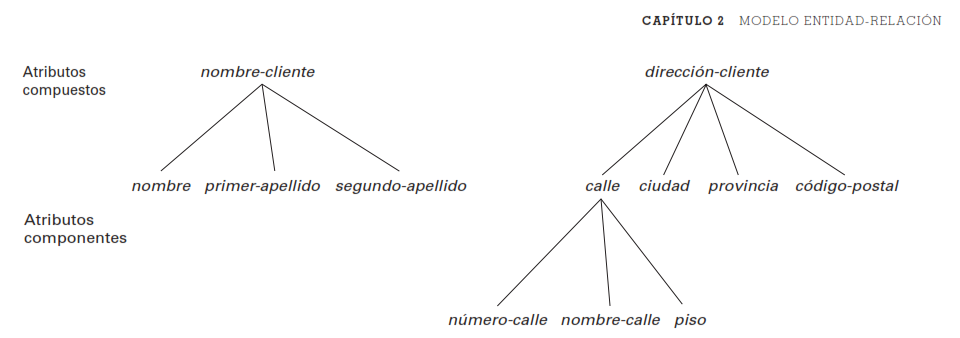 CAPÍTULO 2 MODELO ENTIDAD-RELACIÓN
Atributos
compuestos
nombre-cliente
dirección-cliente
nombre primer-apellido segundo-apellido
calle ciudad provincia código-postal
Atributos
componentes
número-calle nombre-calle piso